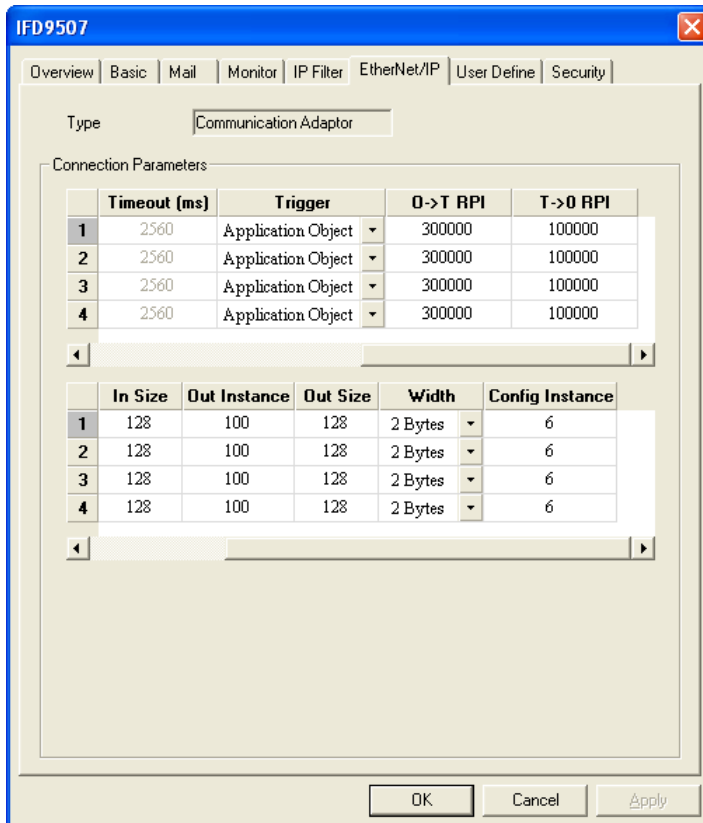 IFD9507
Overview Basic Mail Monitor IP Filter EtherNet/IP User Define Security
Type Communication Adaptor
Connection Parameters
Timeout (ms) Trigger O->T RPI T->O RPI
1 2560 Application Object 300000 100000
2 2560 Application Object 300000 100000
3 2560 Application Object 300000 100000
4 2560 Application Object 300000 100000
In Size Out Instance Out Size Width Config Instance
1 128 100 128 2 Bytes 6
2 128 100 128 2 Bytes 6
3 128 100 128 2 Bytes 6
4 128 100 128 2 Bytes 6
OK Cancel Apply